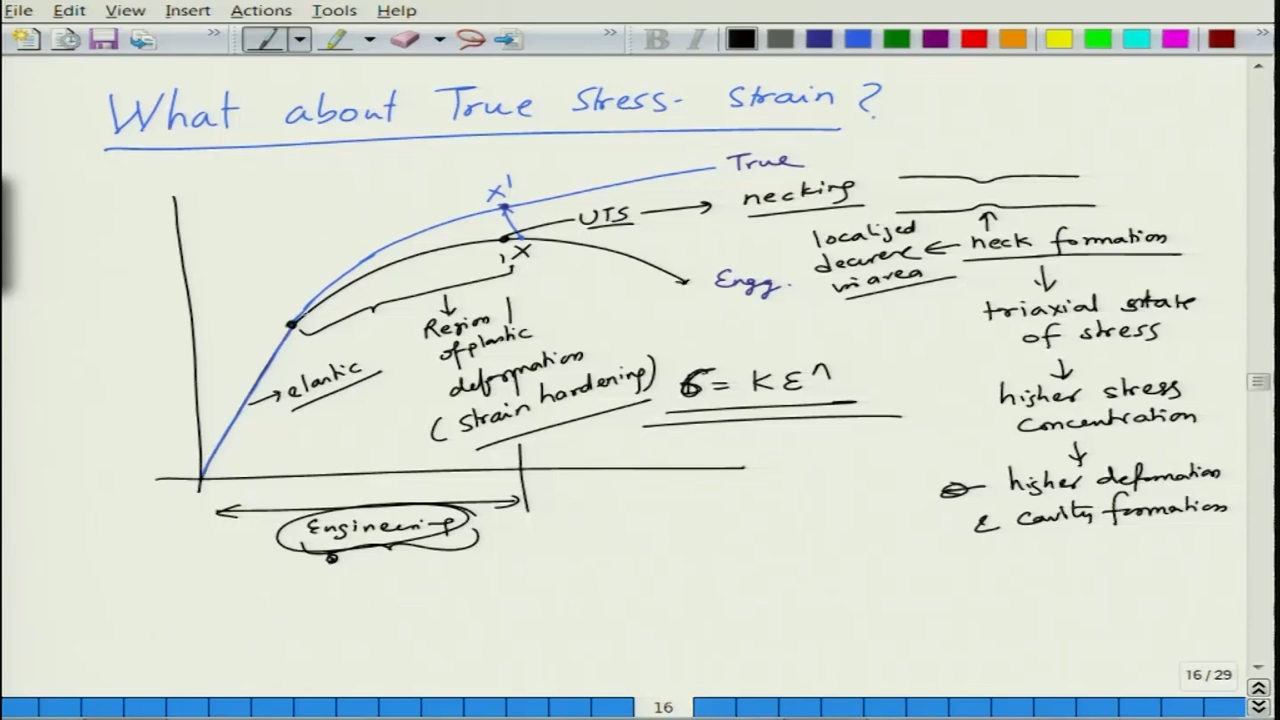 File Edit View Insert Actions Tools Help
B I
What about True Stress- Strain ?
True
X'
UTS
necking
X
Engg.
localized
decrease
in area
neck formation
triaxial state
of stress
higher stress
concentration
higher deformation
& cavity formation
elastic
Region
of plastic
deformation
(strain hardening)
σ = K ε^n
Engineering
16 / 29
16